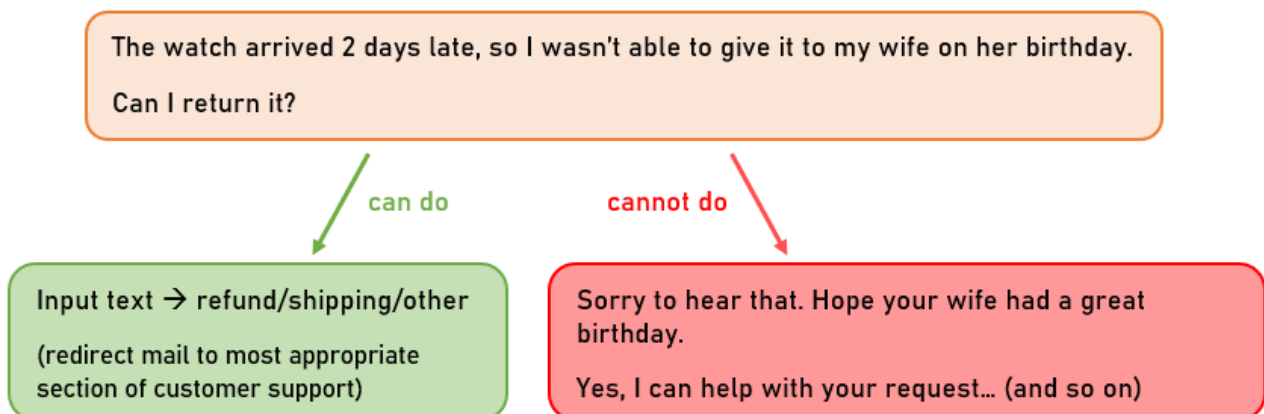 The watch arrived 2 days late, so I wasn't able to give it to my wife on her birthday.
Can I return it?
can do
cannot do
Input text → refund/shipping/other
(redirect mail to most appropriate
section of customer support)
Sorry to hear that. Hope your wife had a great
birthday.
Yes, I can help with your request... (and so on)